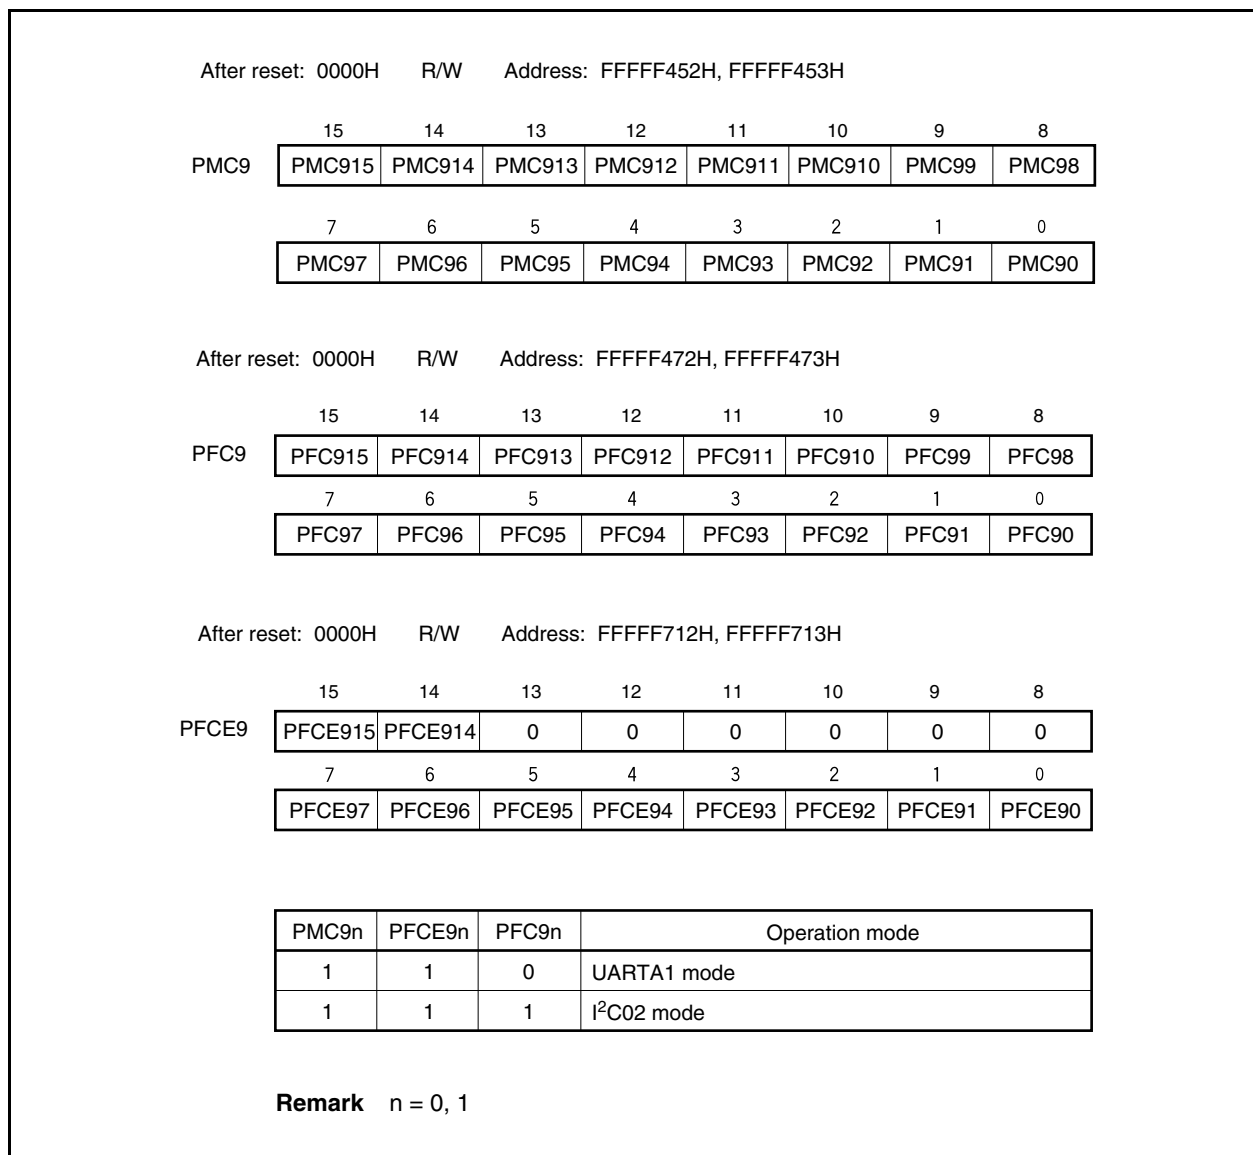 After reset: 0000H R/W Address: FFFFF452H, FFFFF453H
15 14 13 12 11 10 9 8
PMC9 PMC915 PMC914 PMC913 PMC912 PMC911 PMC910 PMC99 PMC98
7 6 5 4 3 2 1 0
PMC97 PMC96 PMC95 PMC94 PMC93 PMC92 PMC91 PMC90
After reset: 0000H R/W Address: FFFFF472H, FFFFF473H
15 14 13 12 11 10 9 8
PFC9 PFC915 PFC914 PFC913 PFC912 PFC911 PFC910 PFC99 PFC98
7 6 5 4 3 2 1 0
PFC97 PFC96 PFC95 PFC94 PFC93 PFC92 PFC91 PFC90
After reset: 0000H R/W Address: FFFFF712H, FFFFF713H
15 14 13 12 11 10 9 8
PFCE9 PFCE915 PFCE914 0 0 0 0 0 0
7 6 5 4 3 2 1 0
PFCE97 PFCE96 PFCE95 PFCE94 PFCE93 PFCE92 PFCE91 PFCE90
PMC9n PFCE9n PFC9n Operation mode
1 1 0 UARTA1 mode
1 1 1 I²C02 mode
Remark n = 0, 1